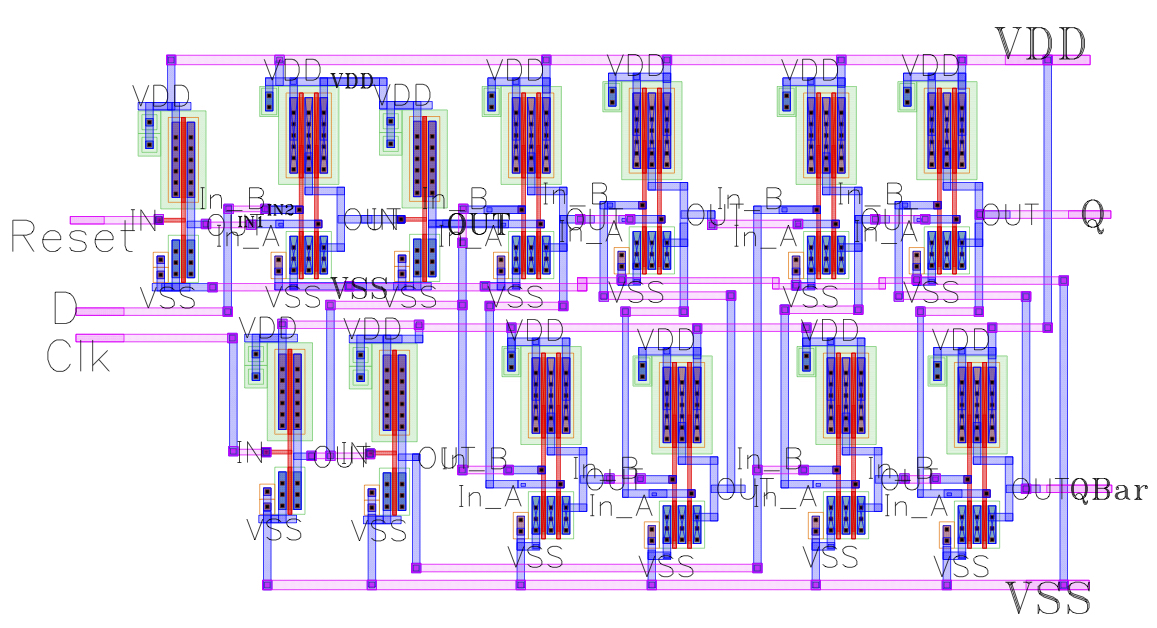 VDD
VDD VDD VDD VDD VDD
VDD VDD VDD
In_B In_B In_B In_B In_B In_B
IN IN1 IN2 OUT IN OUT OUT OUT OUT Q
Reset In_A In_A In_A In_A In_A
VSS VSS VSS VSS VSS VSS VSS VSS
D
Clk
VDD VDD VDD VDD VDD VDD
IN OUT IN OUT In_B In_B OUT In_B In_B OUT
In_A In_A OUT In_A In_A OUT QBar
VSS VSS VSS VSS VSS VSS
VSS